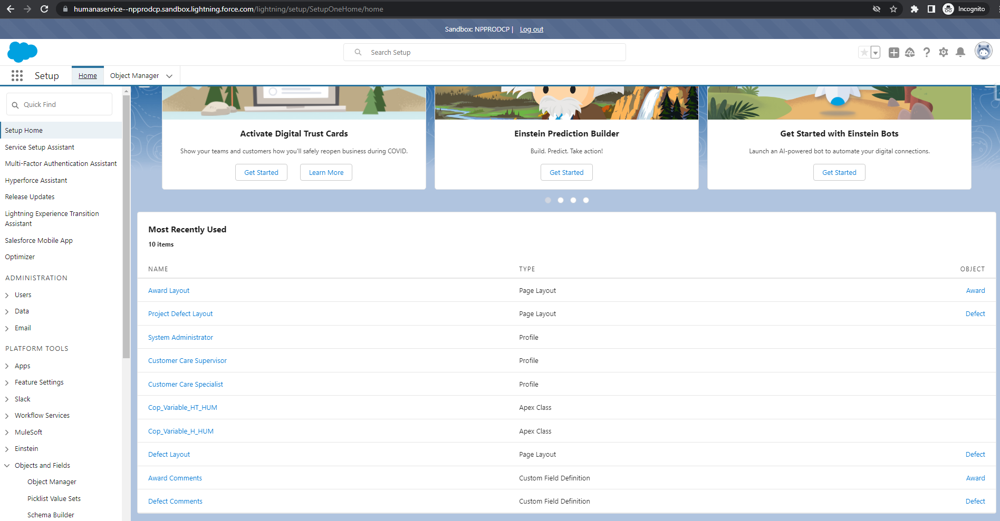 humanaservice--npprodcp.sandbox.lightning.force.com/lightning/setup/SetupOneHome/home
Incognito
Sandbox: NPPRODCP | Log out
Search Setup
Setup
Home
Object Manager
Quick Find
Setup Home
Service Setup Assistant
Multi-Factor Authentication Assistant
Hyperforce Assistant
Release Updates
Lightning Experience Transition
Assistant
Salesforce Mobile App
Optimizer
ADMINISTRATION
Users
Data
Email
PLATFORM TOOLS
Apps
Feature Settings
Slack
Workflow Services
MuleSoft
Einstein
Objects and Fields
Object Manager
Picklist Value Sets
Schema Builder
Activate Digital Trust Cards
Show your teams and customers how you'll safely reopen business during COVID.
Get Started
Learn More
Einstein Prediction Builder
Build. Predict. Take action!
Get Started
Get Started with Einstein Bots
Launch an AI-powered bot to automate your digital connections.
Get Started
Most Recently Used
10 items
NAME TYPE OBJECT
Award Layout Page Layout Award
Project Defect Layout Page Layout Defect
System Administrator Profile
Customer Care Supervisor Profile
Customer Care Specialist Profile
Cop_Variable_HT_HUM Apex Class
Cop_Variable_H_HUM Apex Class
Defect Layout Page Layout Defect
Award Comments Custom Field Definition Award
Defect Comments Custom Field Definition Defect